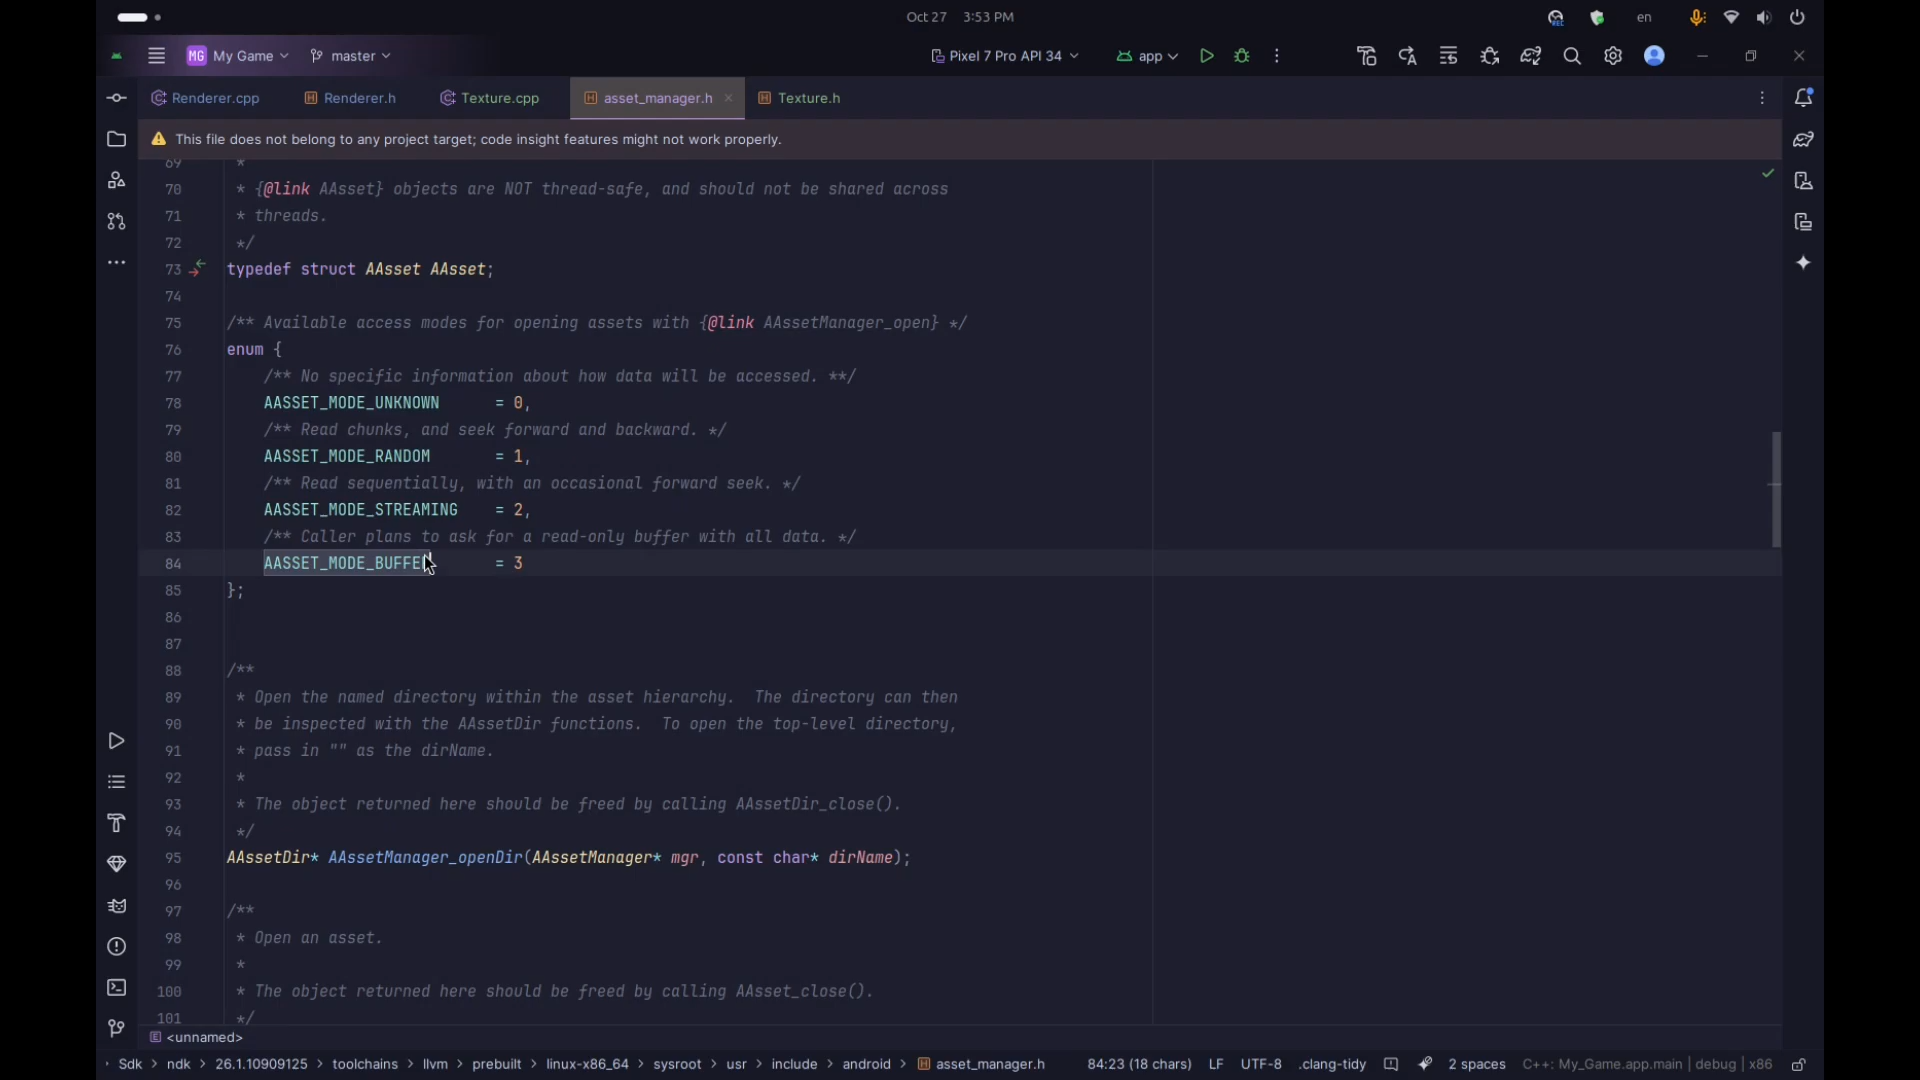 Oct 27 3:53 PM
REC
en
MG My Game master Pixel 7 Pro API 34 app
Renderer.cpp Renderer.h Texture.cpp asset_manager.h Texture.h
This file does not belong to any project target; code insight features might not work properly.
69 *
70 * {@link AAsset} objects are NOT thread-safe, and should not be shared across
71 * threads.
72 */
73 typedef struct AAsset AAsset;
74
75 /** Available access modes for opening assets with {@link AAssetManager_open} */
76 enum {
77 /** No specific information about how data will be accessed. **/
78 AASSET_MODE_UNKNOWN = 0,
79 /** Read chunks, and seek forward and backward. */
80 AASSET_MODE_RANDOM = 1,
81 /** Read sequentially, with an occasional forward seek. */
82 AASSET_MODE_STREAMING = 2,
83 /** Caller plans to ask for a read-only buffer with all data. */
84 AASSET_MODE_BUFFER = 3
85 };
86
87
88 /**
89 * Open the named directory within the asset hierarchy. The directory can then
90 * be inspected with the AAssetDir functions. To open the top-level directory,
91 * pass in "" as the dirName.
92 *
93 * The object returned here should be freed by calling AAssetDir_close().
94 */
95 AAssetDir* AAssetManager_openDir(AAssetManager* mgr, const char* dirName);
96
97 /**
98 * Open an asset.
99 *
100 * The object returned here should be freed by calling AAsset_close().
101 */
E <unnamed>
Sdk > ndk > 26.1.10909125 > toolchains > llvm > prebuilt > linux-x86_64 > sysroot > usr > include > android > asset_manager.h 84:23 (18 chars) LF UTF-8 .clang-tidy 2 spaces C++: My_Game.app.main | debug | x86